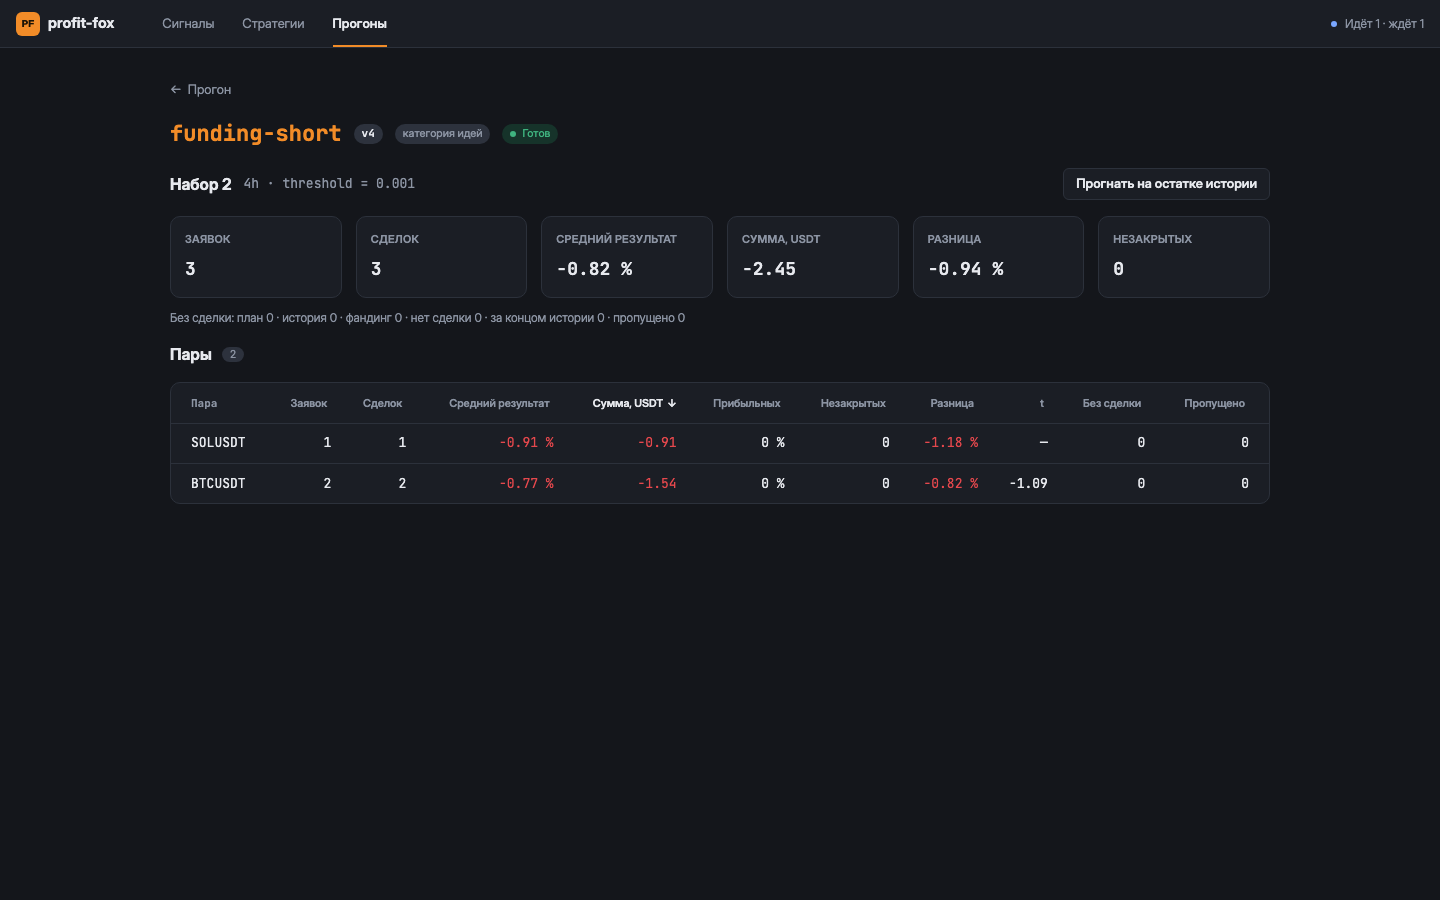 PF profit-fox Сигналы Стратегии Прогоны Идёт 1 · ждёт 1
← Прогон
funding-short v4 категория идей Готов
Набор 2 4h · threshold = 0.001 Прогнать на остатке истории
ЗАЯВОК СДЕЛОК СРЕДНИЙ РЕЗУЛЬТАТ СУММА, USDT РАЗНИЦА НЕЗАКРЫТЫХ
3 3 -0.82 % -2.45 -0.94 % 0
Без сделки: план 0 · история 0 · фандинг 0 · нет сделки 0 · за концом истории 0 · пропущено 0
Пары 2
Пара Заявок Сделок Средний результат Сумма, USDT ↓ Прибыльных Незакрытых Разница t Без сделки Пропущено
SOLUSDT 1 1 -0.91 % -0.91 0 % 0 -1.18 % — 0 0
BTCUSDT 2 2 -0.77 % -1.54 0 % 0 -0.82 % -1.09 0 0